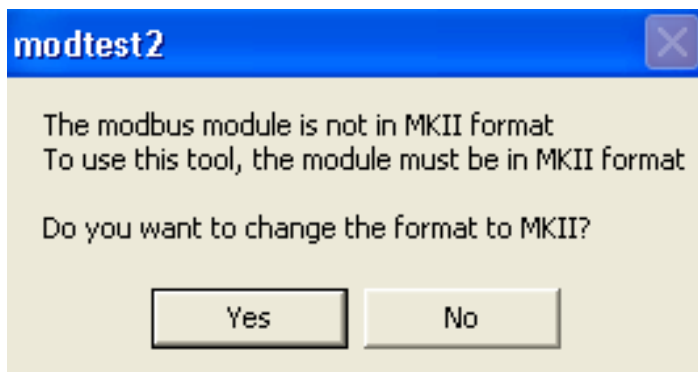 modtest2
The modbus module is not in MKII format
To use this tool, the module must be in MKII format
Do you want to change the format to MKII?
Yes
No